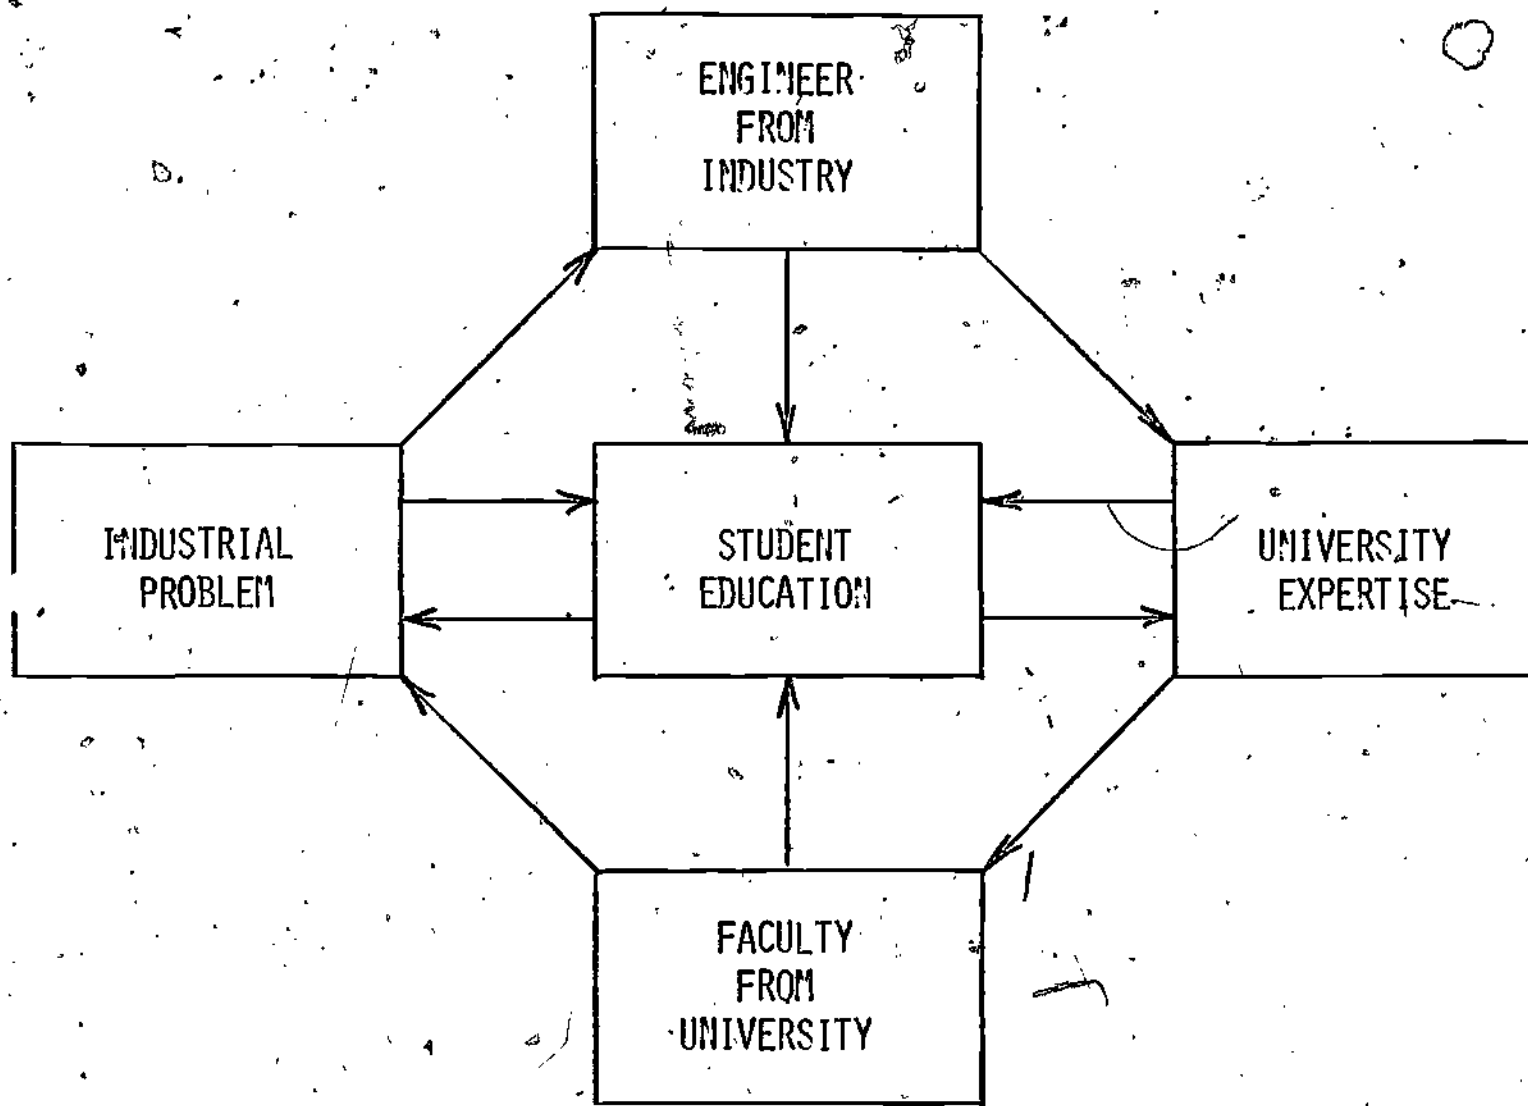 ENGINEER
FROM
INDUSTRY
INDUSTRIAL
PROBLEM
STUDENT
EDUCATION
UNIVERSITY
EXPERTISE
FACULTY
FROM
UNIVERSITY